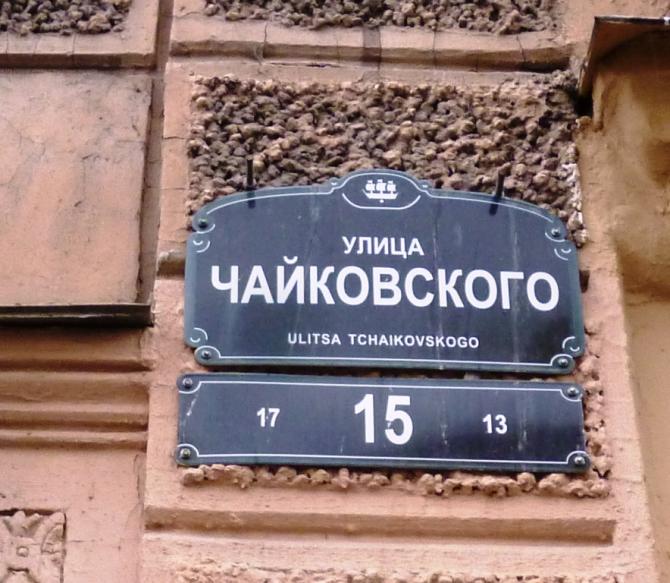 УЛИЦА
ЧАЙКОВСКОГО
ULITSA TCHAIKOVSKOGO
17 15 13